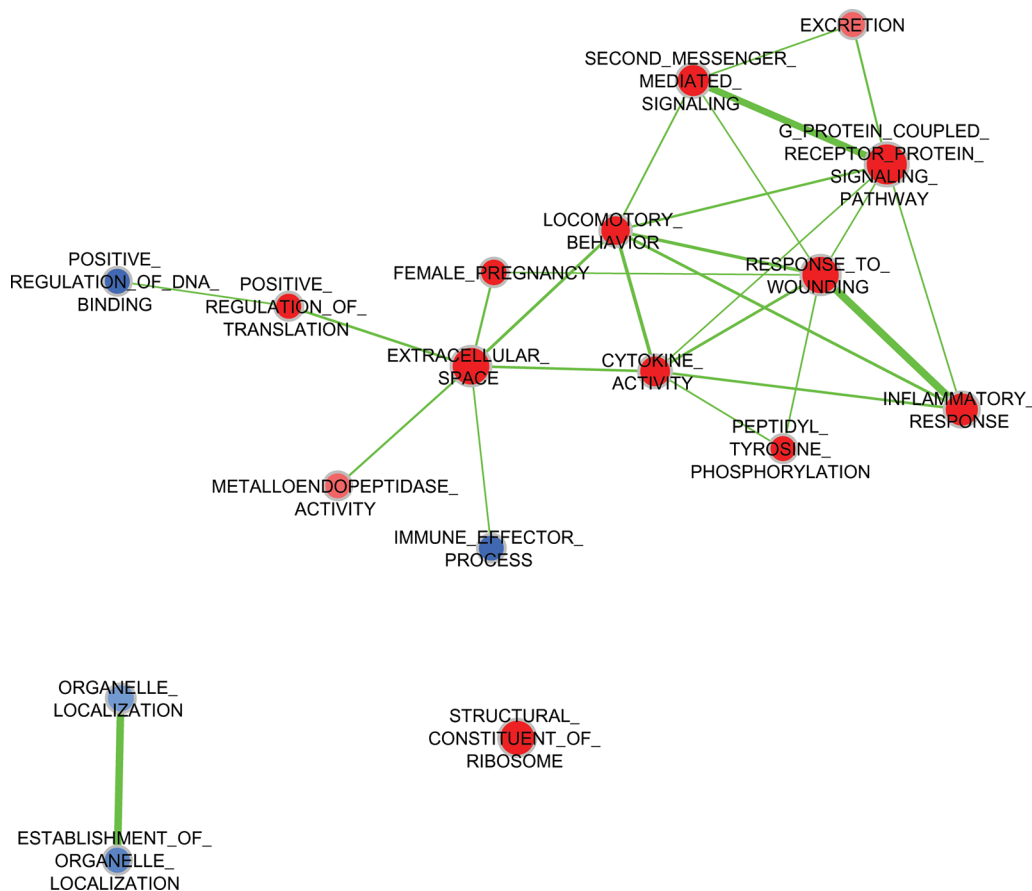 EXCRETION
SECOND_MESSENGER_
MEDIATED_
SIGNALING
G_PROTEIN_COUPLED_
RECEPTOR_PROTEIN_
SIGNALING_
PATHWAY
LOCOMOTORY_
BEHAVIOR
POSITIVE_
REGULATION_OF_DNA_
BINDING
POSITIVE_
REGULATION_OF_
TRANSLATION
FEMALE_PREGNANCY
RESPONSE_TO_
WOUNDING
EXTRACELLULAR_
SPACE
CYTOKINE_
ACTIVITY
INFLAMMATORY_
RESPONSE
PEPTIDYL_
TYROSINE_
PHOSPHORYLATION
METALLOENDOPEPTIDASE_
ACTIVITY
IMMUNE_EFFECTOR_
PROCESS
ORGANELLE_
LOCALIZATION
STRUCTURAL_
CONSTITUENT_OF_
RIBOSOME
ESTABLISHMENT_OF_
ORGANELLE_
LOCALIZATION